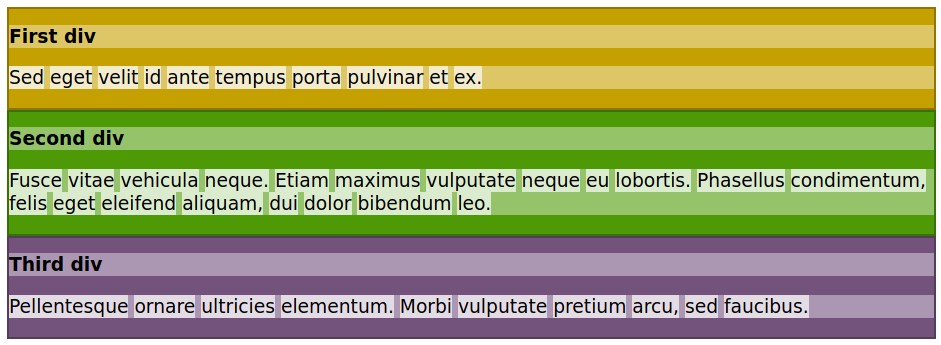 First div
Sed eget velit id ante tempus porta pulvinar et ex.
Second div
Fusce vitae vehicula neque. Etiam maximus vulputate neque eu lobortis. Phasellus condimentum,
felis eget eleifend aliquam, dui dolor bibendum leo.
Third div
Pellentesque ornare ultricies elementum. Morbi vulputate pretium arcu, sed faucibus.